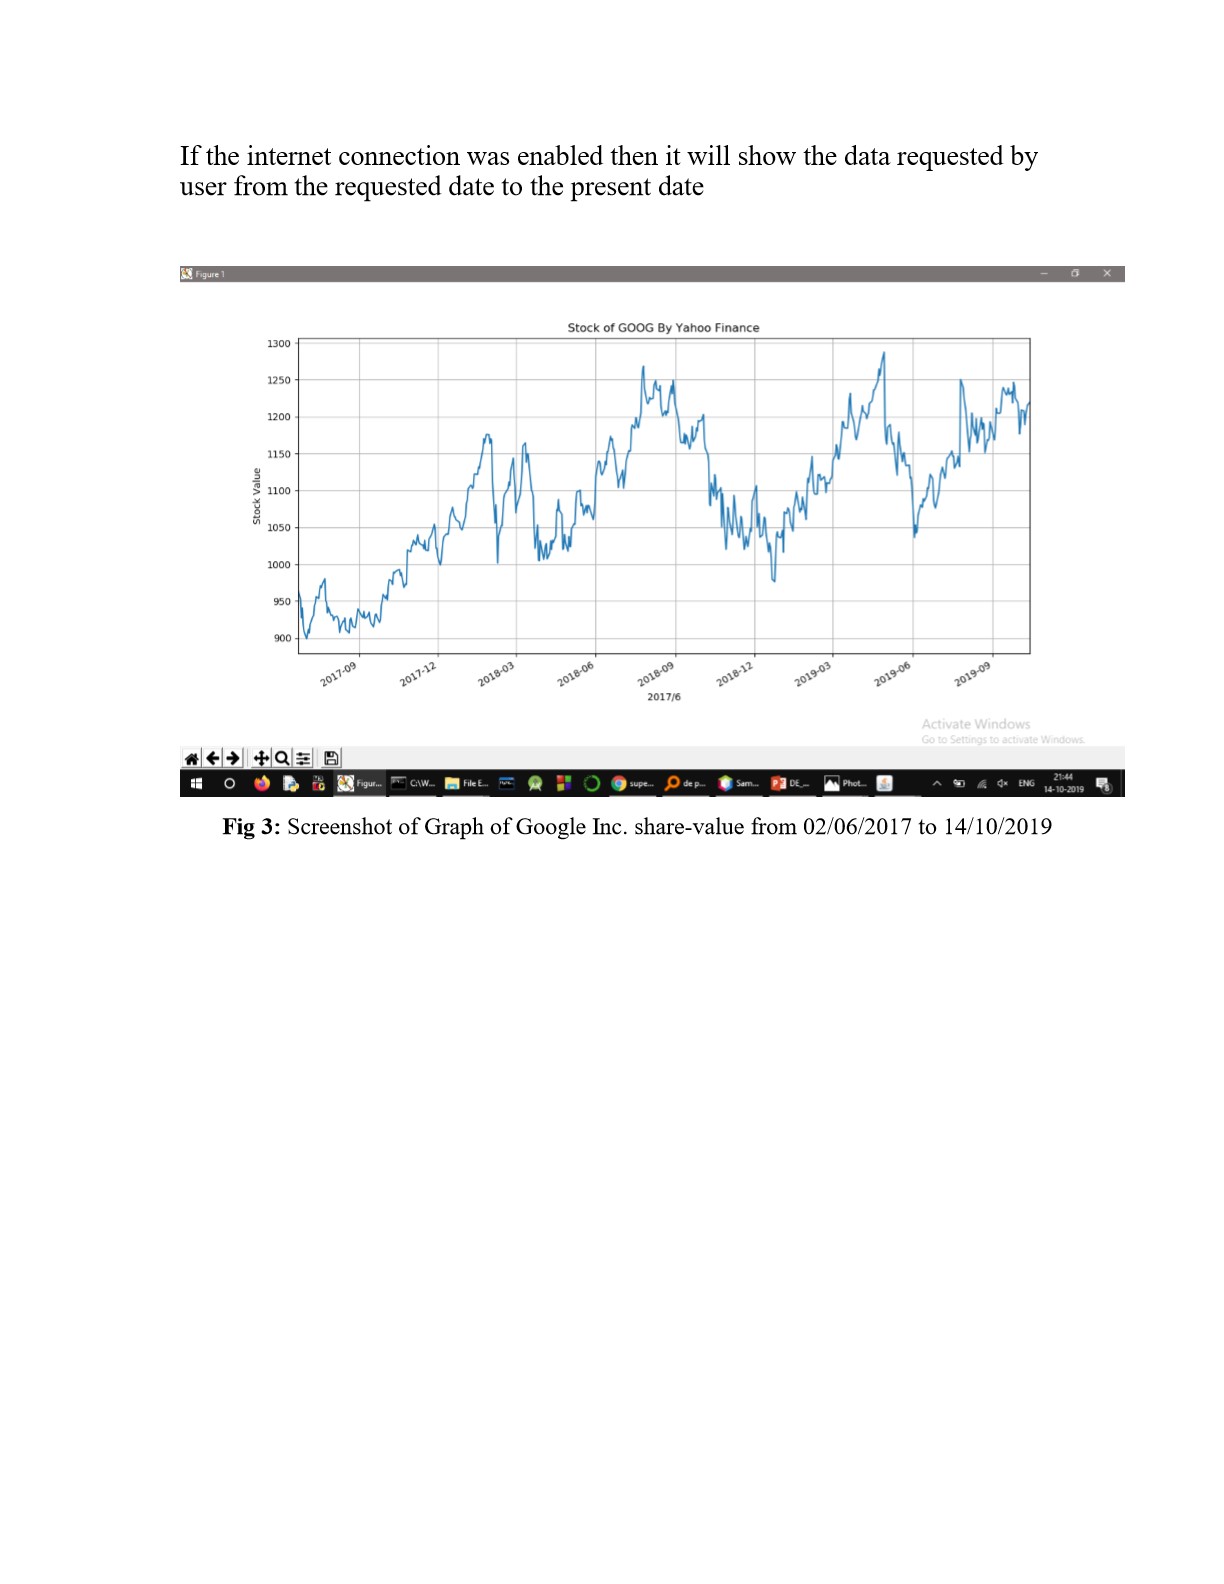 If the internet connection was enabled then it will show the data requested by
user from the requested date to the present date
Figure 1
Stock of GOOG By Yahoo Finance
1300
1250
1200
1150
1100
1050
1000
950
900
Stock Value
2017-09
2017-12
2018-03
2018-06
2018-09
2018-12
2019-03
2019-06
2019-09
2017/6
Activate Windows
Go to Settings to activate Windows.
Figur...
C:\W...
File E...
supe...
de p...
Sam...
DE_...
Phot...
ENG
21:44
14-10-2019
Fig 3: Screenshot of Graph of Google Inc. share-value from 02/06/2017 to 14/10/2019